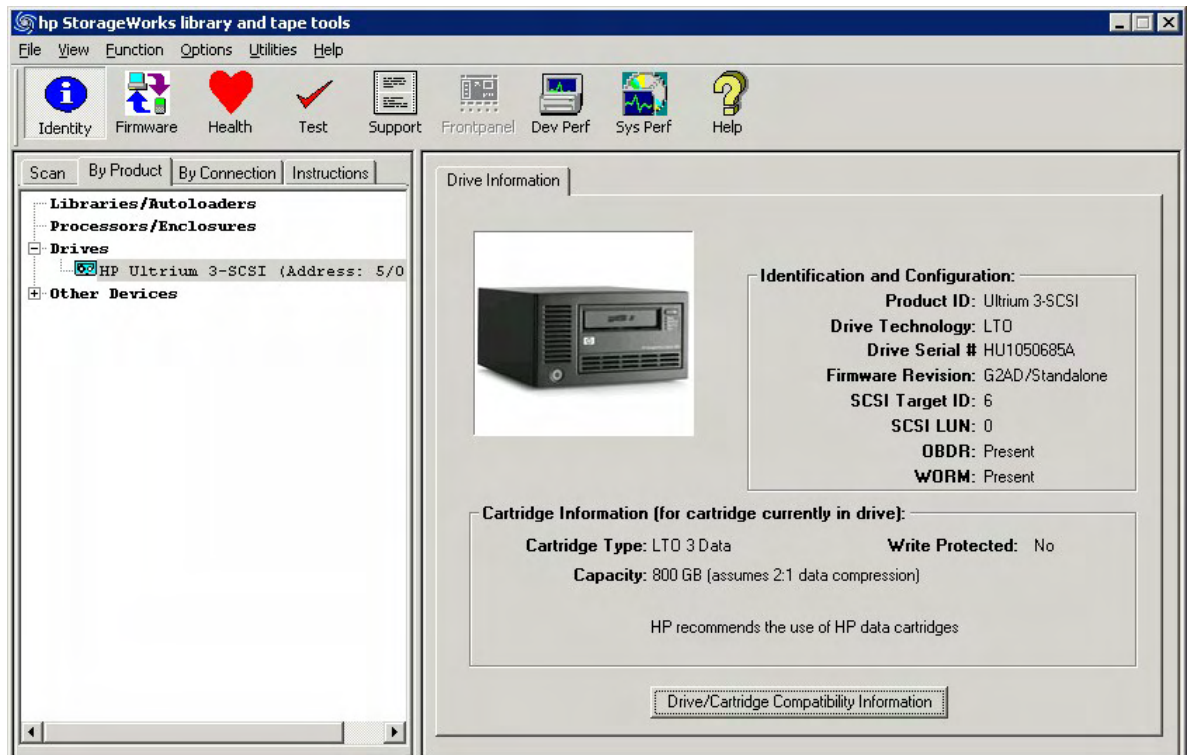 hp StorageWorks library and tape tools
File View Function Options Utilities Help
Identity Firmware Health Test Support Frontpanel Dev Perf Sys Perf Help
Scan By Product By Connection Instructions
Libraries/Autoloaders
Processors/Enclosures
Drives
HP Ultrium 3-SCSI (Address: 5/0
Other Devices
Drive Information
Identification and Configuration:
Product ID: Ultrium 3-SCSI
Drive Technology: LTO
Drive Serial # HU1050685A
Firmware Revision: G2AD/Standalone
SCSI Target ID: 6
SCSI LUN: 0
OBDR: Present
WORM: Present
Cartridge Information (for cartridge currently in drive):
Cartridge Type: LTO 3 Data Write Protected: No
Capacity: 800 GB (assumes 2:1 data compression)
HP recommends the use of HP data cartridges
Drive/Cartridge Compatibility Information